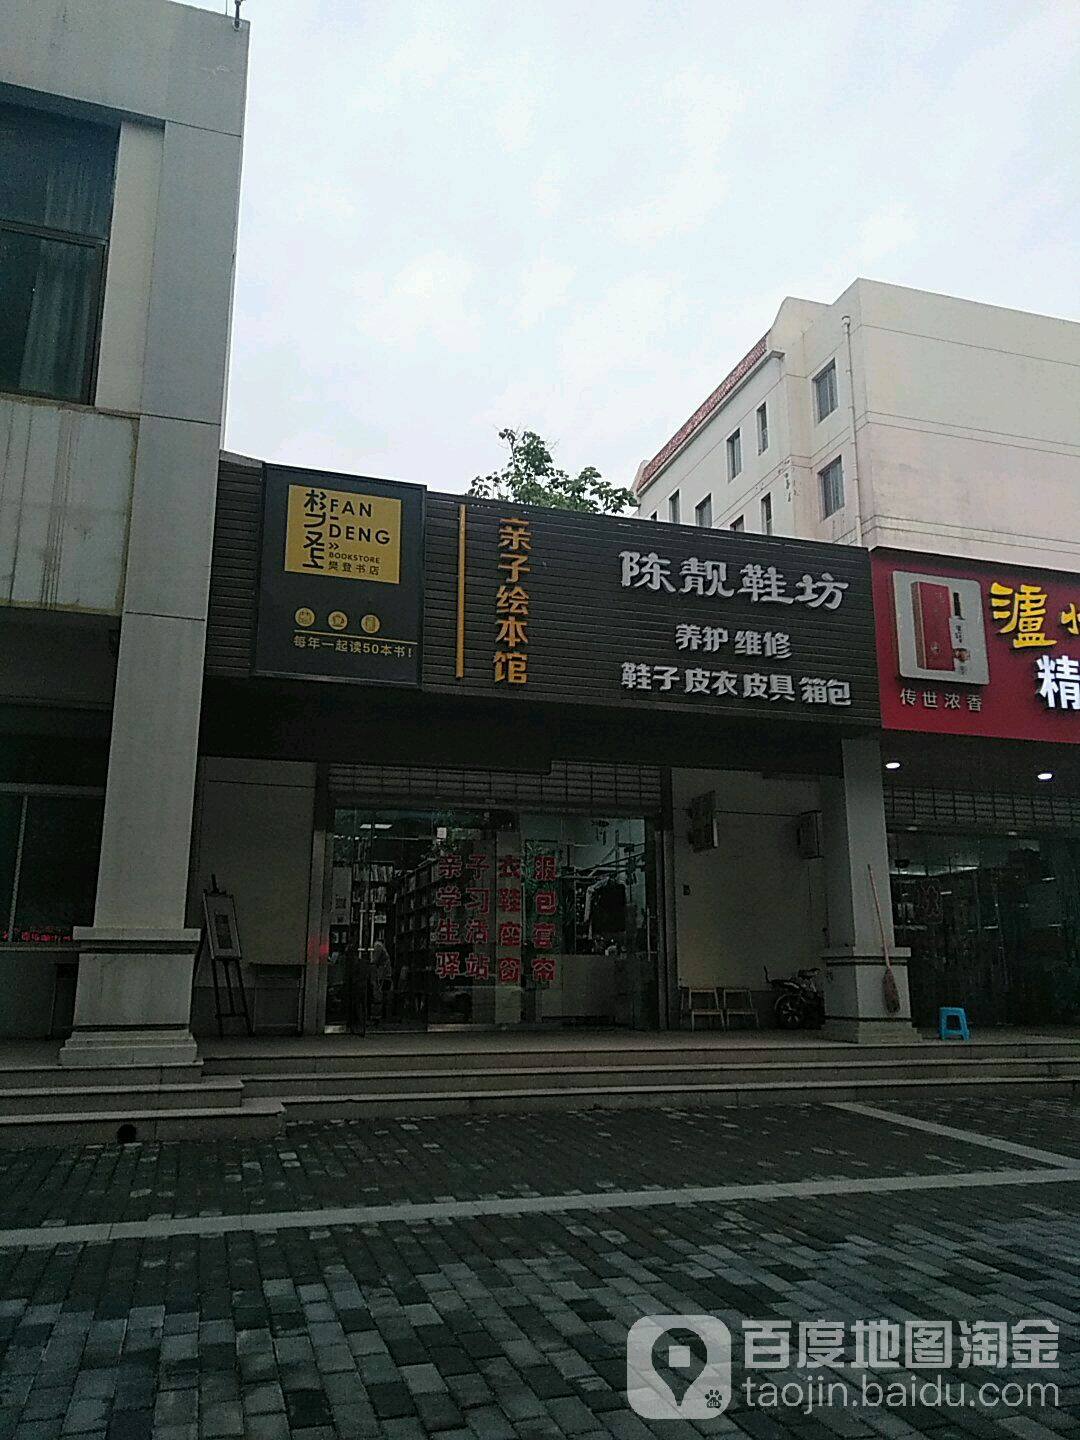 FAN
DENG
BOOKSTORE
樊登书店
每年一起读50本书!
亲子绘本馆
陈靓鞋坊
养护维修
鞋子皮衣皮具箱包
传世浓香
泸州
精
亲子衣服
学习鞋包
生活座套
驿站窗帘
百度地图淘金
taojin.baidu.com